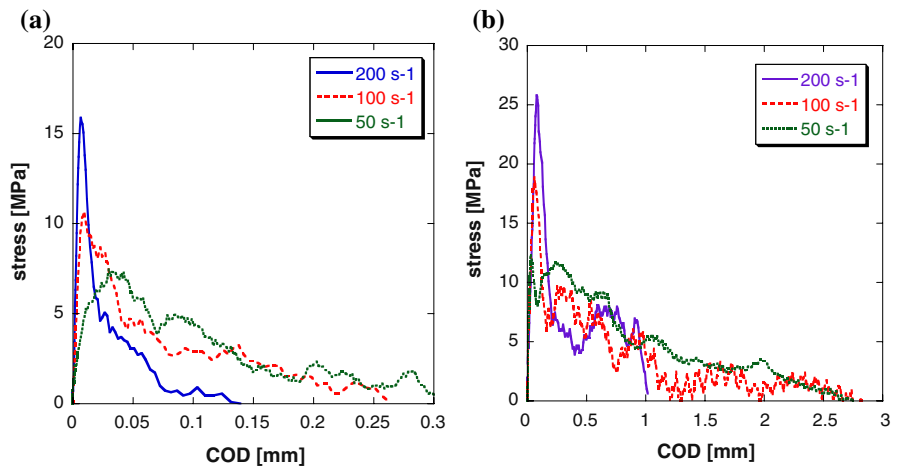 (a)
20
15
10
5
0
stress [MPa]
200 s-1
100 s-1
50 s-1
0 0.05 0.1 0.15 0.2 0.25 0.3
COD [mm]
(b)
30
25
20
15
10
5
0
stress [MPa]
200 s-1
100 s-1
50 s-1
0 0.5 1 1.5 2 2.5 3
COD [mm]